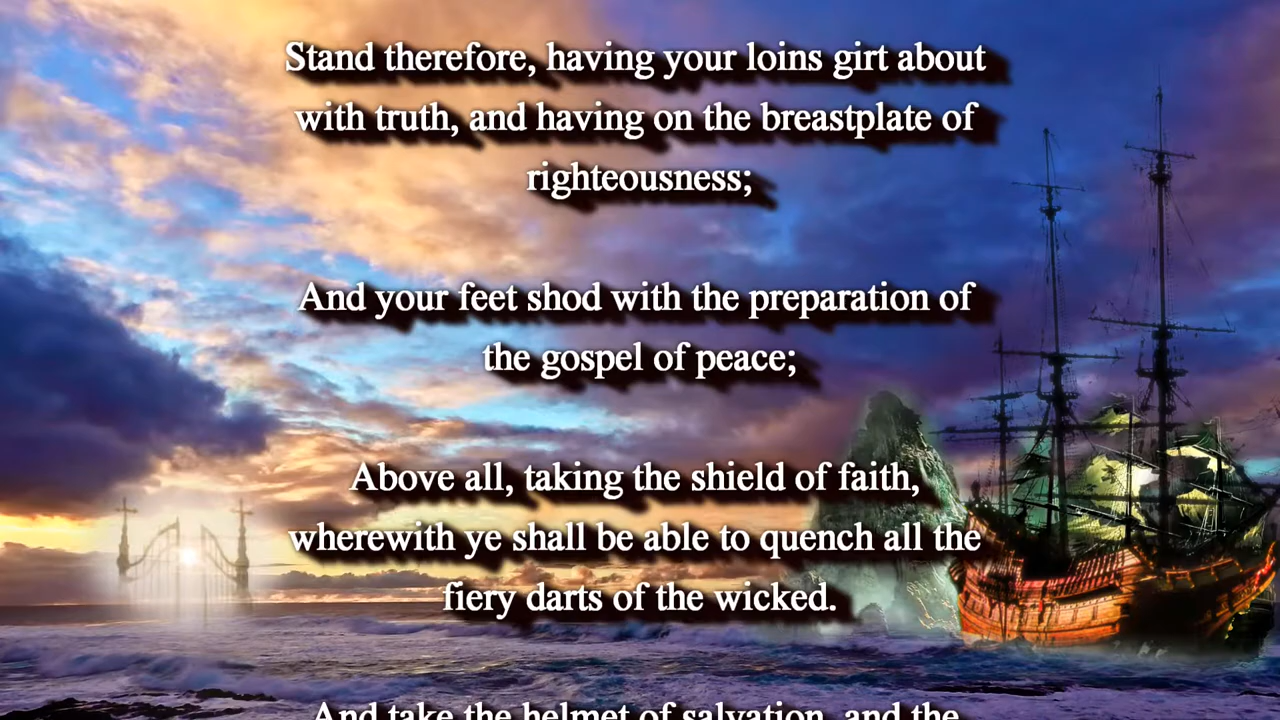 Stand therefore, having your loins girt about
with truth, and having on the breastplate of
righteousness;
And your feet shod with the preparation of
the gospel of peace;
Above all, taking the shield of faith,
wherewith ye shall be able to quench all the
fiery darts of the wicked.
And take the helmet of salvation, and the